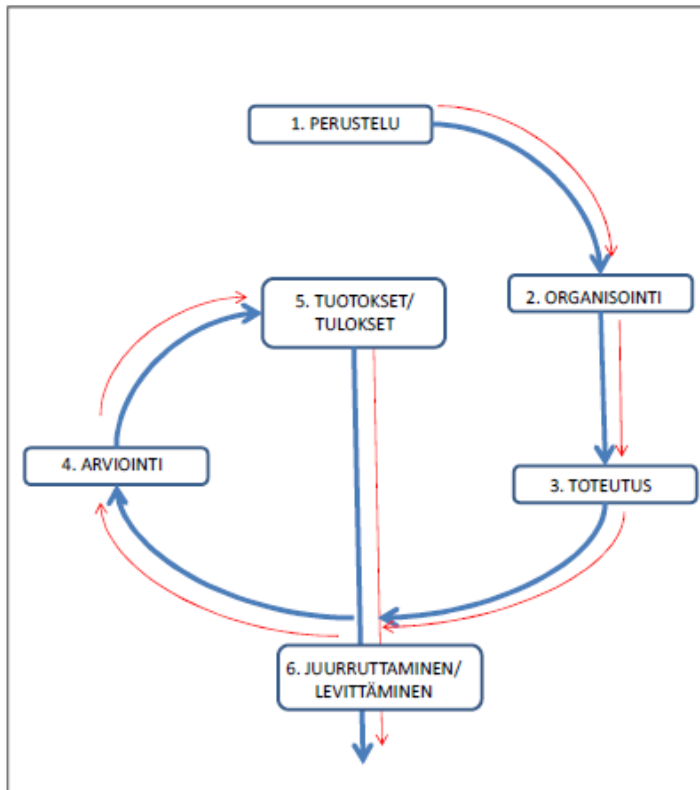 1. PERUSTELU
2. ORGANISOINTI
3. TOTEUTUS
4. ARVIOINTI
5. TUOTOKSET/
TULOKSET
6. JUURRUTTAMINEN/
LEVITTÄMINEN